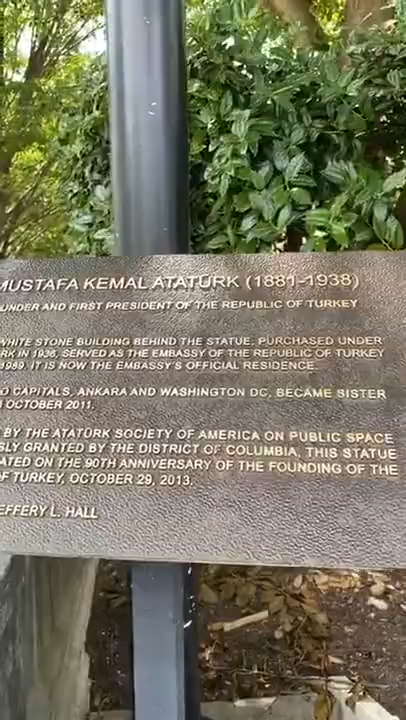 MUSTAFA KEMAL ATATÜRK (1881-1938)
UNDER AND FIRST PRESIDENT OF THE REPUBLIC OF TURKEY
WHITE STONE BUILDING BEHIND THE STATUE, PURCHASED UNDER
RK IN 1936, SERVED AS THE EMBASSY OF THE REPUBLIC OF TURKEY
1989. IT IS NOW THE EMBASSY'S OFFICIAL RESIDENCE.
O CAPITALS, ANKARA AND WASHINGTON DC, BECAME SISTER
OCTOBER 2011.
BY THE ATATÜRK SOCIETY OF AMERICA ON PUBLIC SPACE
SLY GRANTED BY THE DISTRICT OF COLUMBIA, THIS STATUE
ATED ON THE 90TH ANNIVERSARY OF THE FOUNDING OF THE
OF TURKEY, OCTOBER 29, 2013.
EFFERY L. HALL